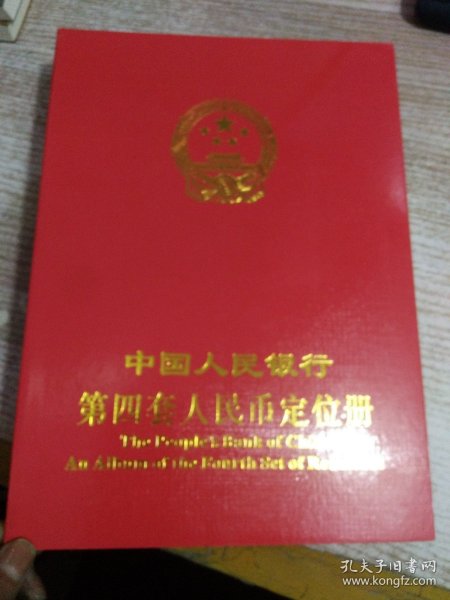 中国人民银行
第四套人民币定位册
The People's Bank of
An Album of the Fourth Set of
孔夫子旧书网
www.kongfz.com